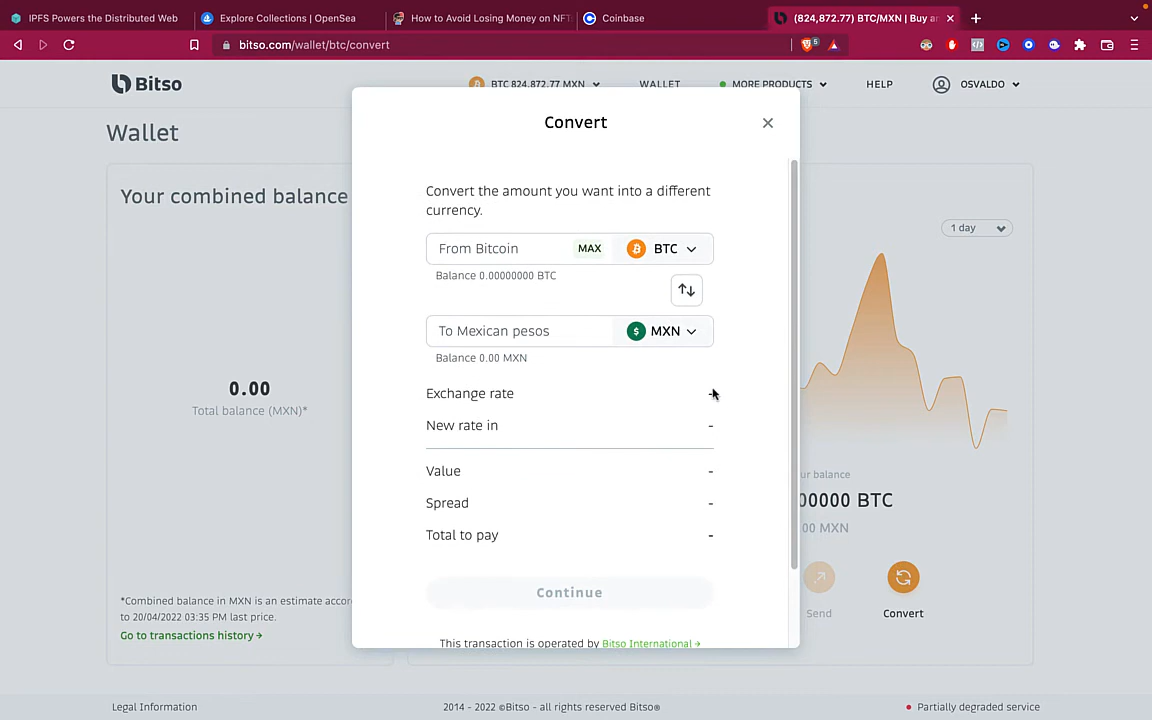 IPFS Powers the Distributed Web
Explore Collections | OpenSea
How to Avoid Losing Money on NFT
Coinbase
(824,872.77) BTC/MXN | Buy a
bitso.com/wallet/btc/convert
5
Bitso
BTC 824,872.77 MXN
WALLET
MORE PRODUCTS
HELP
OSVALDO
Wallet
Convert
Your combined balance
Convert the amount you want into a different
currency.
1 day
From Bitcoin
MAX
BTC
Balance 0.00000000 BTC
To Mexican pesos
$
MXN
Balance 0.00 MXN
0.00
Total balance (MXN)*
Exchange rate
-
New rate in
-
Value
-
Spread
-
Total to pay
-
ur balance
00000 BTC
00 MXN
Continue
Send
Convert
*Combined balance in MXN is an estimate accor
to 20/04/2022 03:35 PM last price.
Go to transactions history
This transaction is operated by Bitso International
Legal Information
2014 - 2022 ©Bitso - all rights reserved Bitso®
Partially degraded service